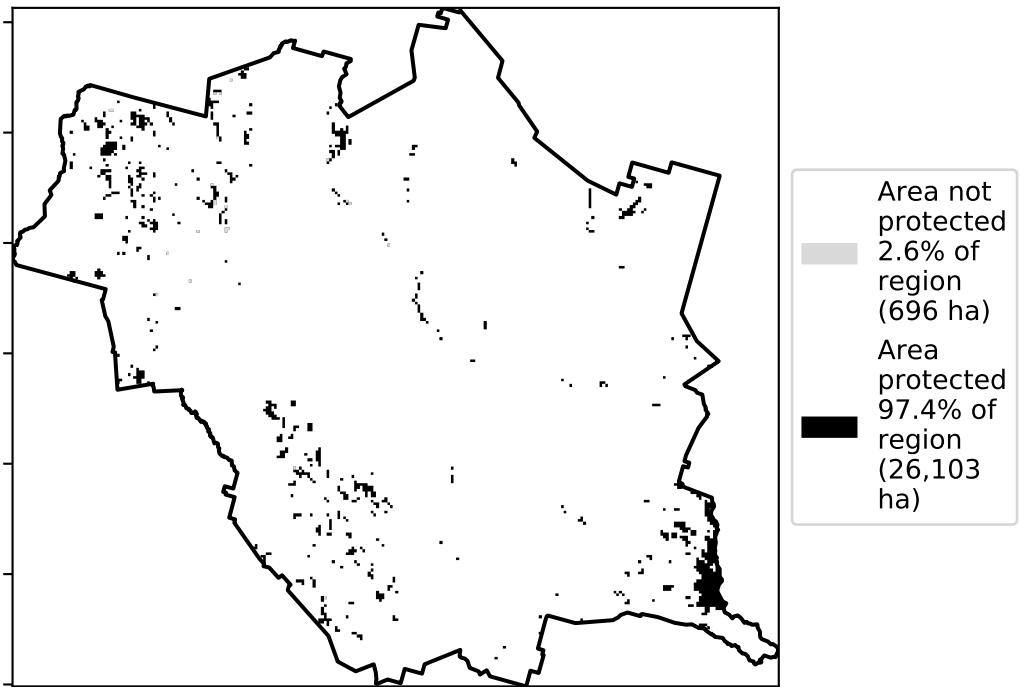 Area not
protected
2.6% of
region
(696 ha)
Area
protected
97.4% of
region
(26,103
ha)